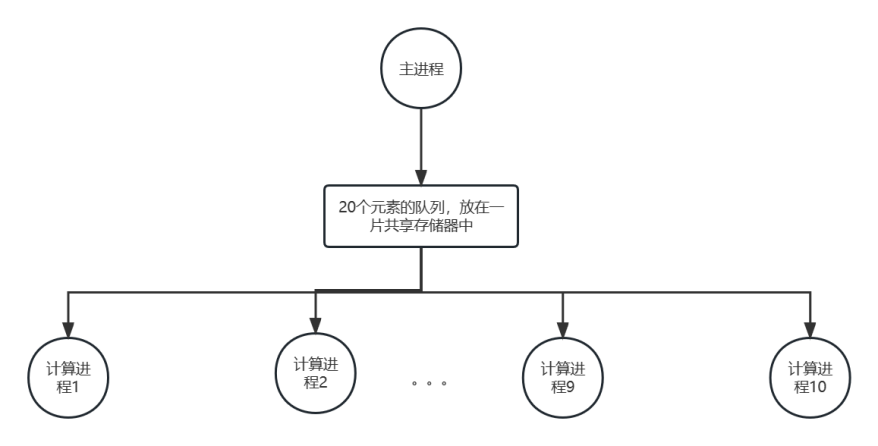 主进程
20个元素的队列，放在一
片共享存储器中
计算进
程1
计算进
程2
。。。
计算进
程9
计算进
程10